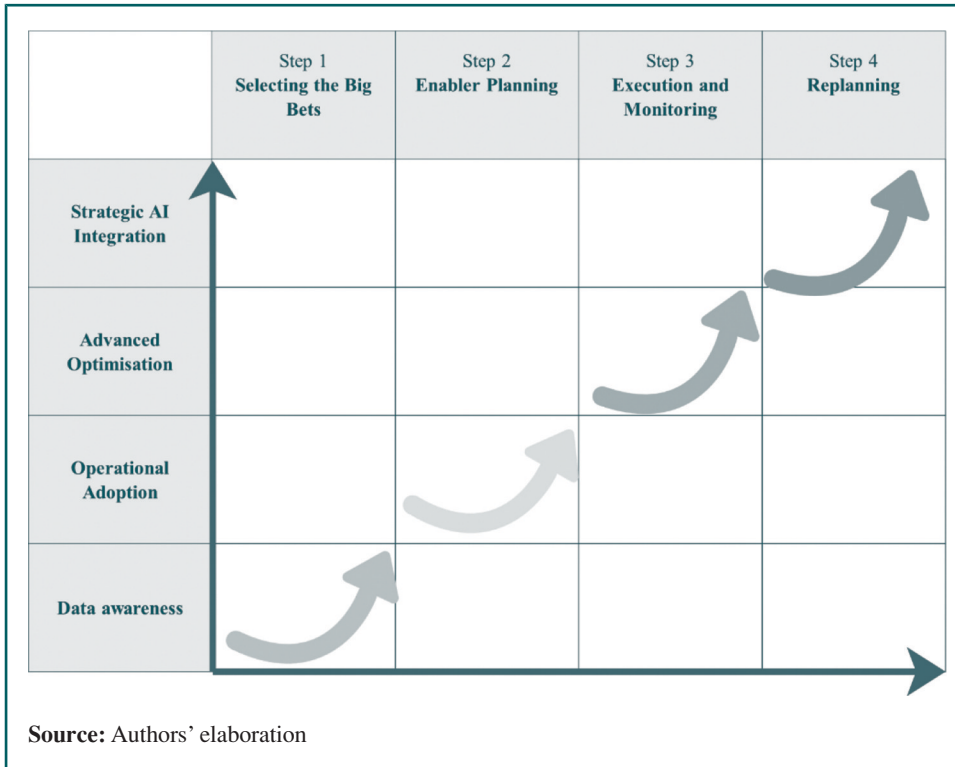 Step 1
Selecting the Big
Bets
Step 2
Enabler Planning
Step 3
Execution and
Monitoring
Step 4
Replanning
Strategic AI
Integration
Advanced
Optimisation
Operational
Adoption
Data awareness
Source: Authors’ elaboration